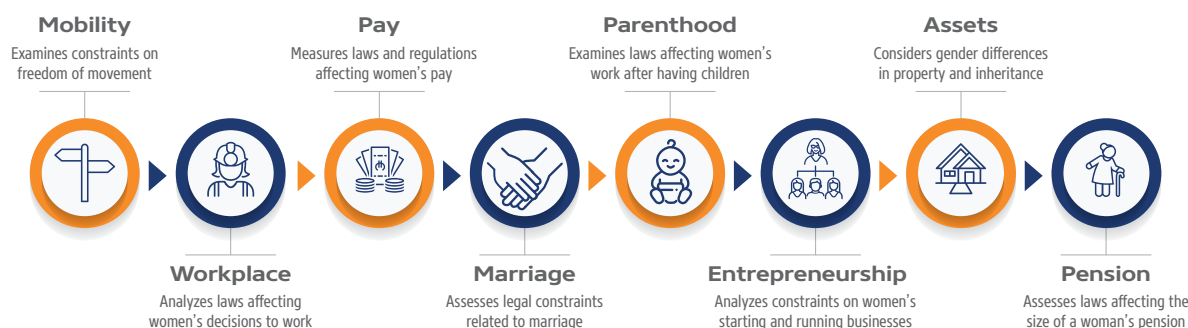 Mobility
Examines constraints on
freedom of movement
Workplace
Analyzes laws affecting
women's decisions to work
Pay
Measures laws and regulations
affecting women's pay
Marriage
Assesses legal constraints
related to marriage
Parenthood
Examines laws affecting women's
work after having children
Entrepreneurship
Analyzes constraints on women's
starting and running businesses
Assets
Considers gender differences
in property and inheritance
Pension
Assesses laws affecting the
size of a woman's pension